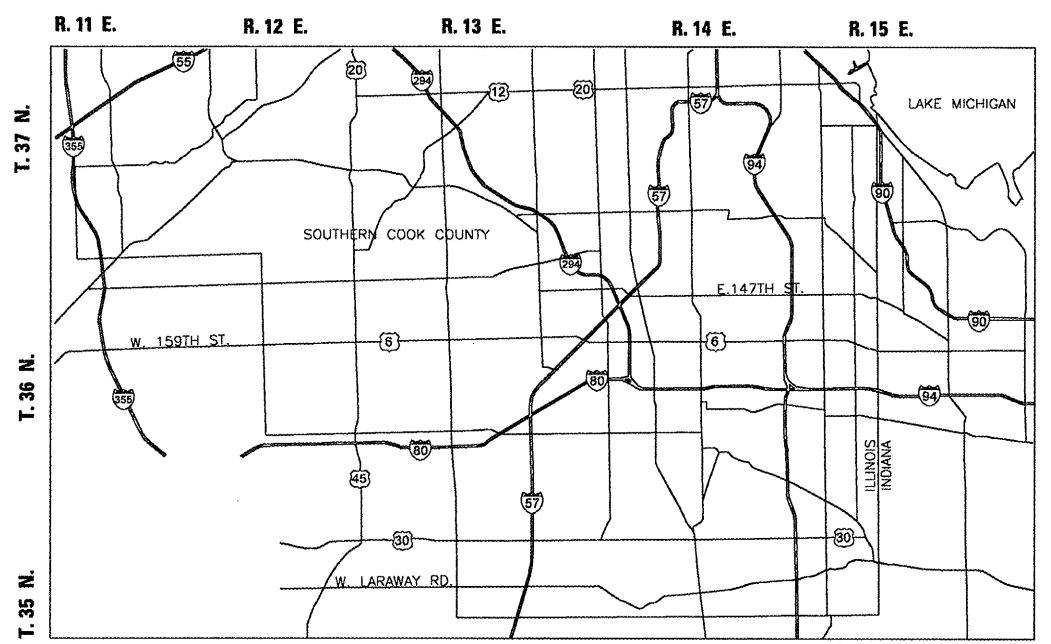 R. 11 E. R. 12 E. R. 13 E. R. 14 E. R. 15 E.
T. 37 N.
T. 36 N.
T. 35 N.
55
20
294
12
20
57
LAKE MICHIGAN
355
94
57
90
SOUTHERN COOK COUNTY
294
E.147TH ST.
90
W. 159TH ST.
6
6
80
355
94
80
ILLINOIS
INDIANA
45
57
30
30
W. LARAWAY RD.